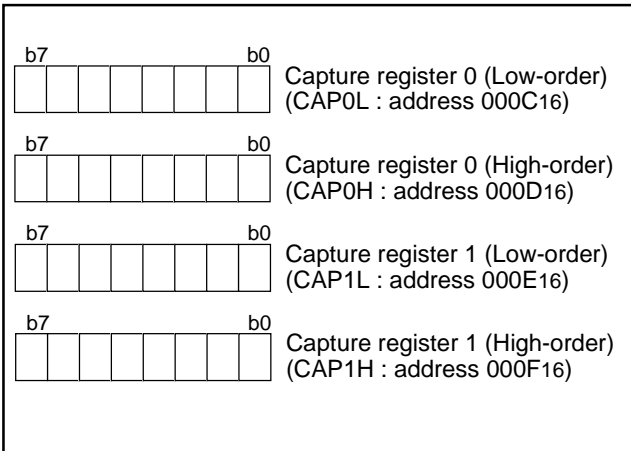 b7 b0
Capture register 0 (Low-order)
(CAP0L : address 000C16)
b7 b0
Capture register 0 (High-order)
(CAP0H : address 000D16)
b7 b0
Capture register 1 (Low-order)
(CAP1L : address 000E16)
b7 b0
Capture register 1 (High-order)
(CAP1H : address 000F16)